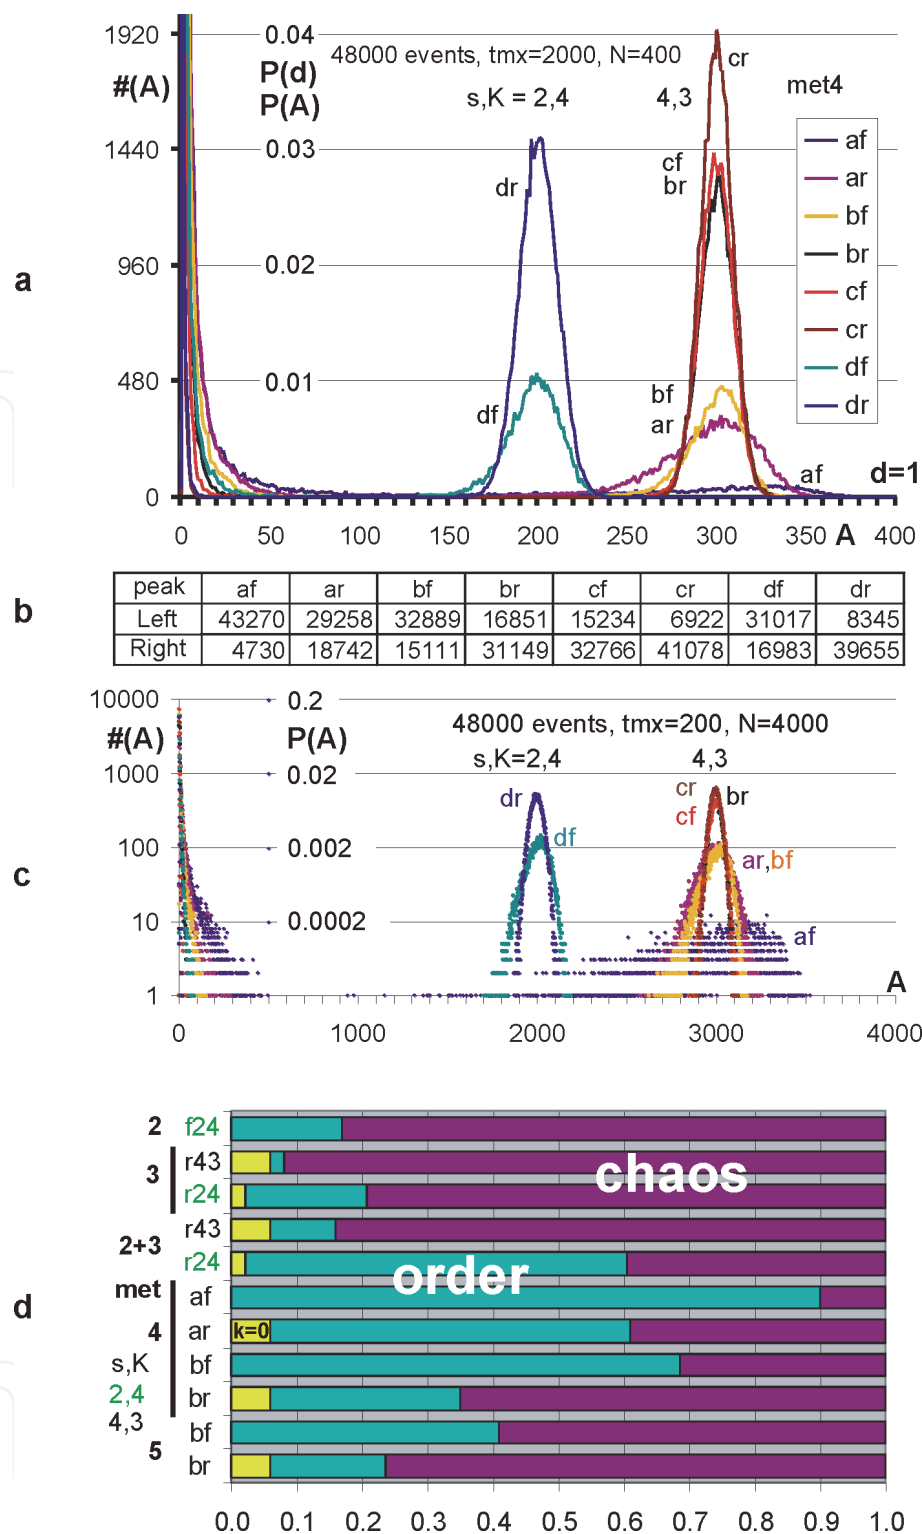 1920
0.04
48000 events, tmx=2000, N=400
cr
#(A)
P(d)
P(A)
s,K = 2,4
4,3
met4
1440
0.03
af
ar
bf
br
cf
cr
df
dr
cf
br
dr
960
0.02
a
480
0.01
df
bf
ar
af
d=1
0
0 50 100 150 200 250 300 350 A 400
b
peak af ar bf br cf cr df dr
Left 43270 29258 32889 16851 15234 6922 31017 8345
Right 4730 18742 15111 31149 32766 41078 16983 39655
10000
0.2
#(A)
P(A)
48000 events, tmx=200, N=4000
s,K=2,4
4,3
1000
0.02
dr
cr
br
cf
df
100
0.002
ar,bf
c
10
0.0002
af
1
A
0 1000 2000 3000 4000
2 f24
3 r43
r24
chaos
2+3 r43
r24
order
met
af
d
4 ar k=0
s,K bf
2,4 br
4,3
5 bf
br
0.0 0.1 0.2 0.3 0.4 0.5 0.6 0.7 0.8 0.9 1.0